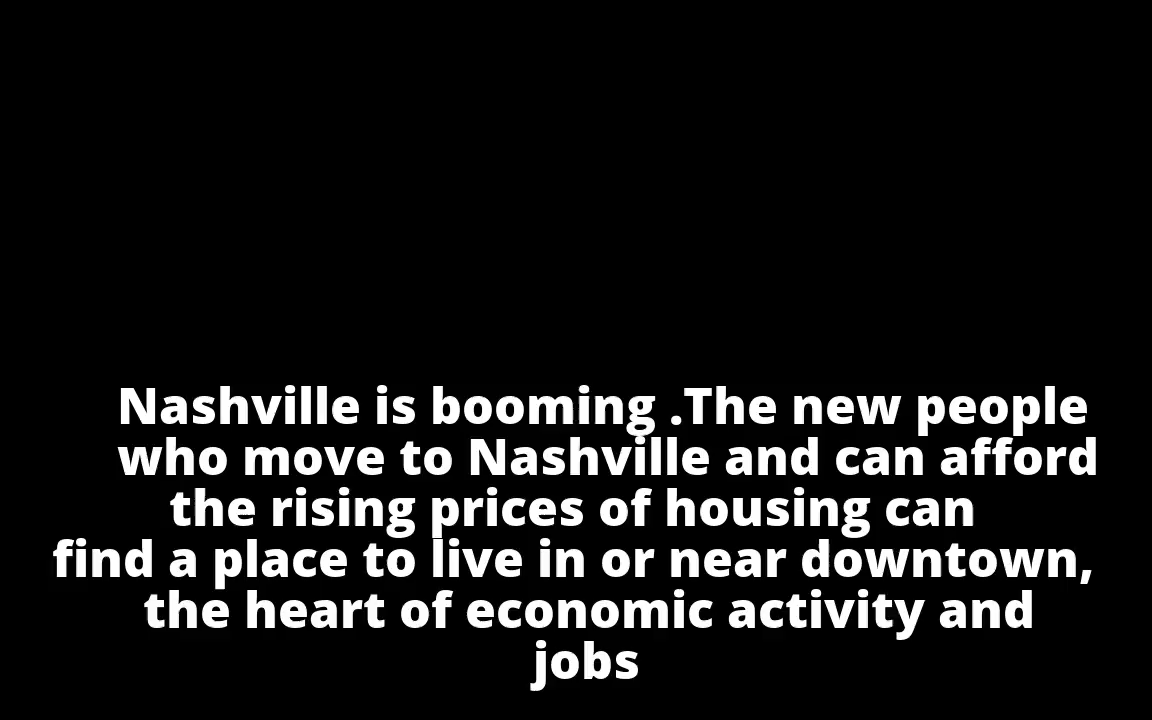 Nashville is booming .The new people
who move to Nashville and can afford
the rising prices of housing can
find a place to live in or near downtown,
the heart of economic activity and
jobs